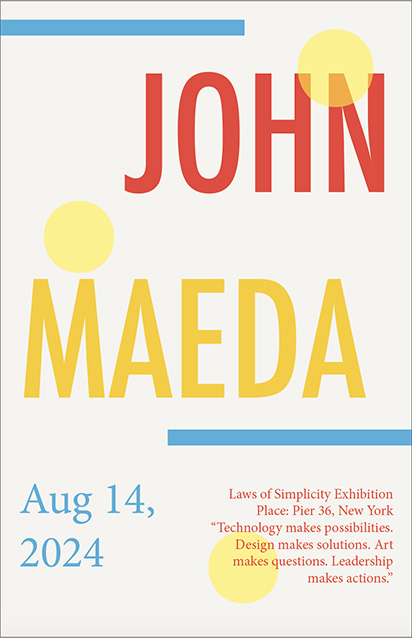 JOHN
MAEDA
Aug 14,
2024
Laws of Simplicity Exhibition
Place: Pier 36, New York
“Technology makes possibilities.
Design makes solutions. Art
makes questions. Leadership
makes actions.”